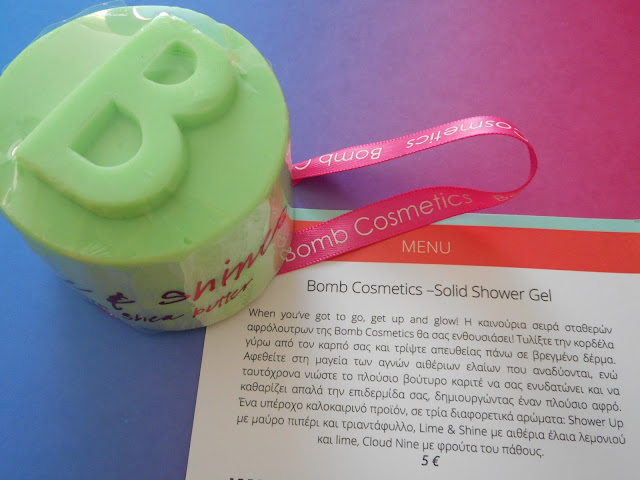 B
& Shine
shea butter
Cosmetics
Bomb
Bomb Cosmetics
MENU
Bomb Cosmetics –Solid Shower Gel
When you’ve got to go, get up and glow! Η καινούρια σειρά σταθερών
αφρόλουτρων της Bomb Cosmetics θα σας ενθουσιάσει! Τυλίξτε την κορδέλα
γύρω από τον καρπό σας και τρίψτε απευθείας πάνω σε βρεγμένο δέρμα.
Αφεθείτε στη μαγεία των αγνών αιθέριων ελαίων που αναδύονται, ενώ
ταυτόχρονα νιώστε το πλούσιο βούτυρο καριτέ να σας ενυδατώνει και να
καθαρίζει απαλά την επιδερμίδα σας, δημιουργώντας έναν πλούσιο αφρό.
Ένα υπέροχο καλοκαιρινό προϊόν, σε τρία διαφορετικά αρώματα: Shower Up
με μαύρο πιπέρι και τριαντάφυλλο, Lime & Shine με αιθέρια έλαια λεμονιού
και lime, Cloud Nine με φρούτα του πάθους.
5 €